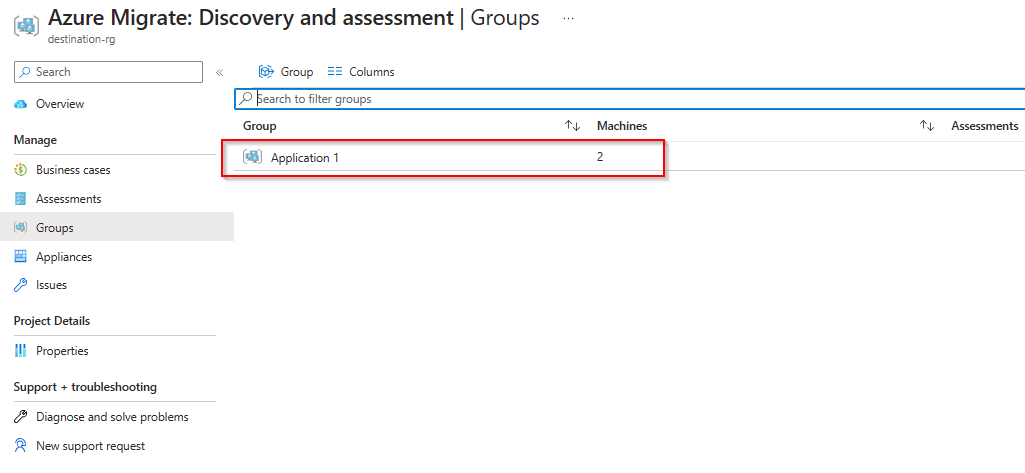 Azure Migrate: Discovery and assessment | Groups ...
destination-rg
Search «
Group Columns
Overview
Search to filter groups
Group Machines Assessments
Manage
Application 1 2
Business cases
Assessments
Groups
Appliances
Issues
Project Details
Properties
Support + troubleshooting
Diagnose and solve problems
New support request